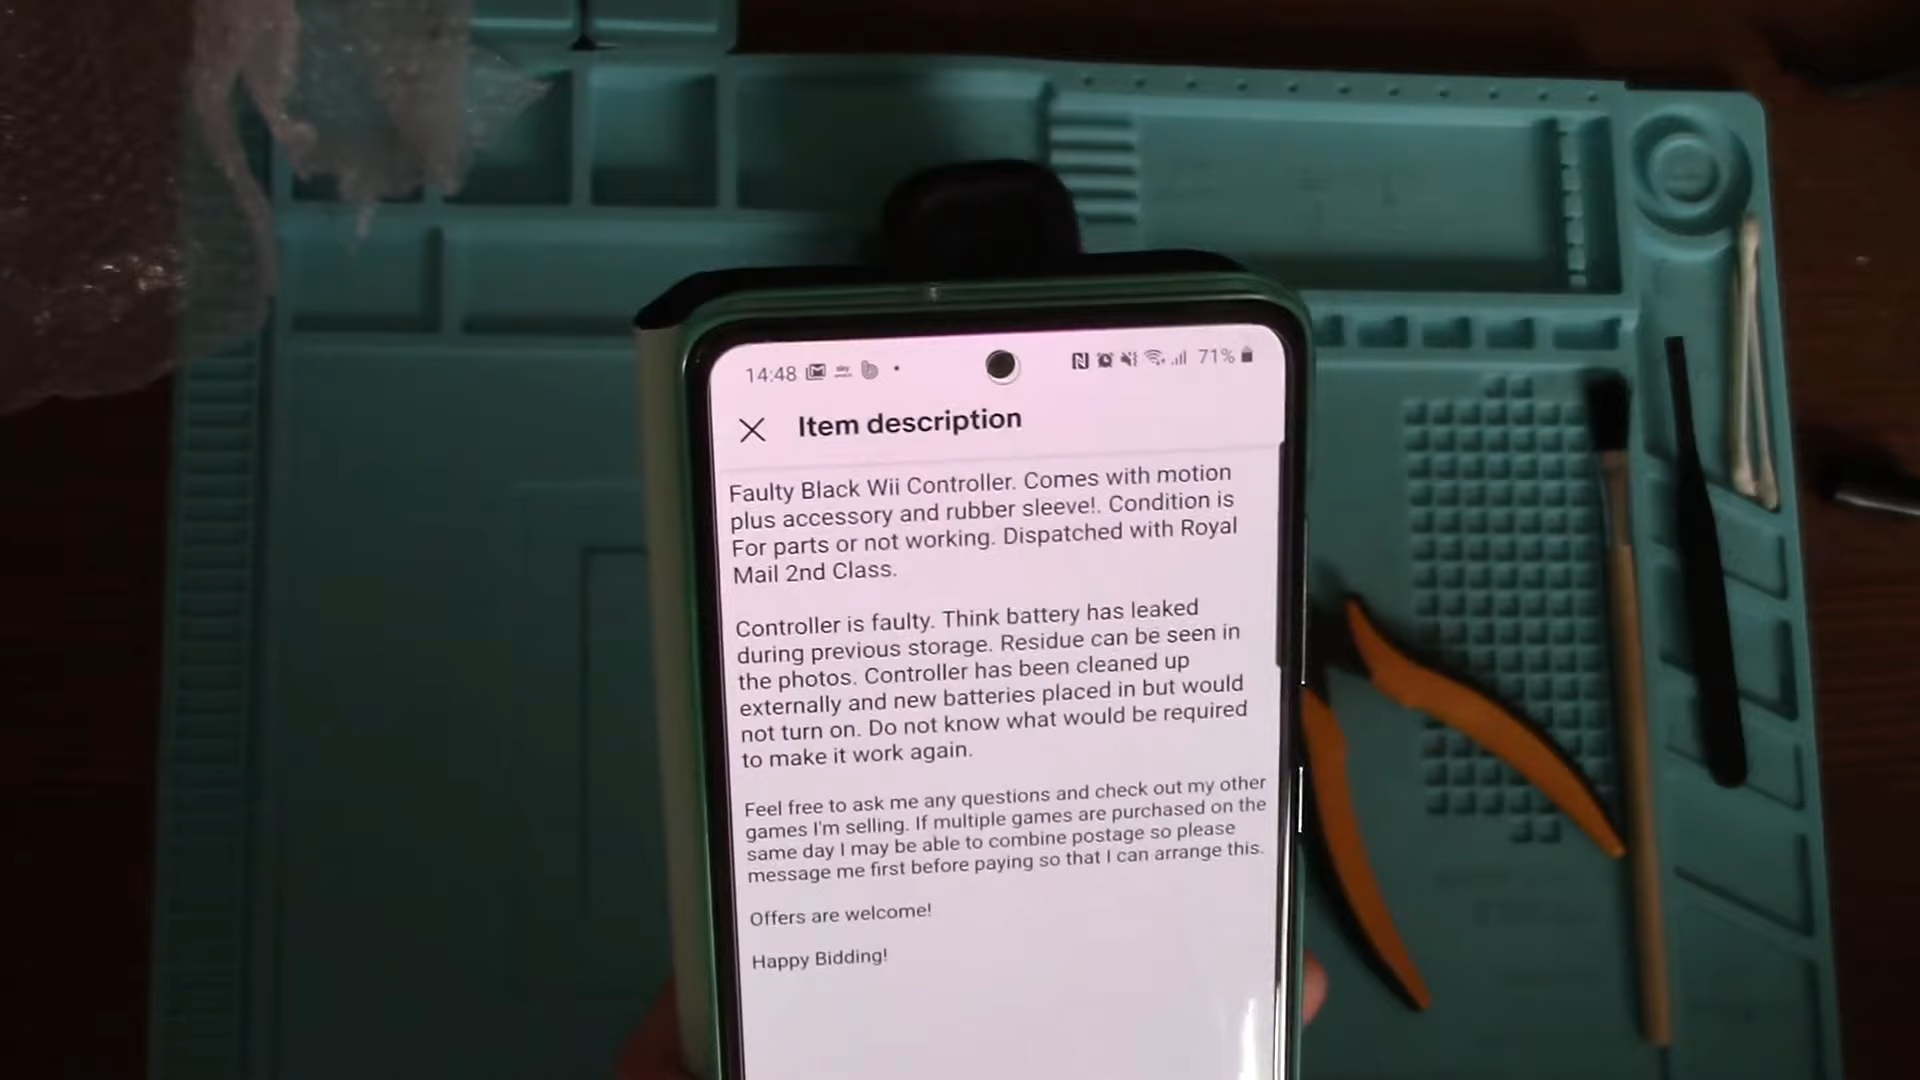 14:48 71%
Item description
Faulty Black Wii Controller. Comes with motion
plus accessory and rubber sleeve!. Condition is
For parts or not working. Dispatched with Royal
Mail 2nd Class.
Controller is faulty. Think battery has leaked
during previous storage. Residue can be seen in
the photos. Controller has been cleaned up
externally and new batteries placed in but would
not turn on. Do not know what would be required
to make it work again.
Feel free to ask me any questions and check out my other
games I'm selling. If multiple games are purchased on the
same day I may be able to combine postage so please
message me first before paying so that I can arrange this.
Offers are welcome!
Happy Bidding!